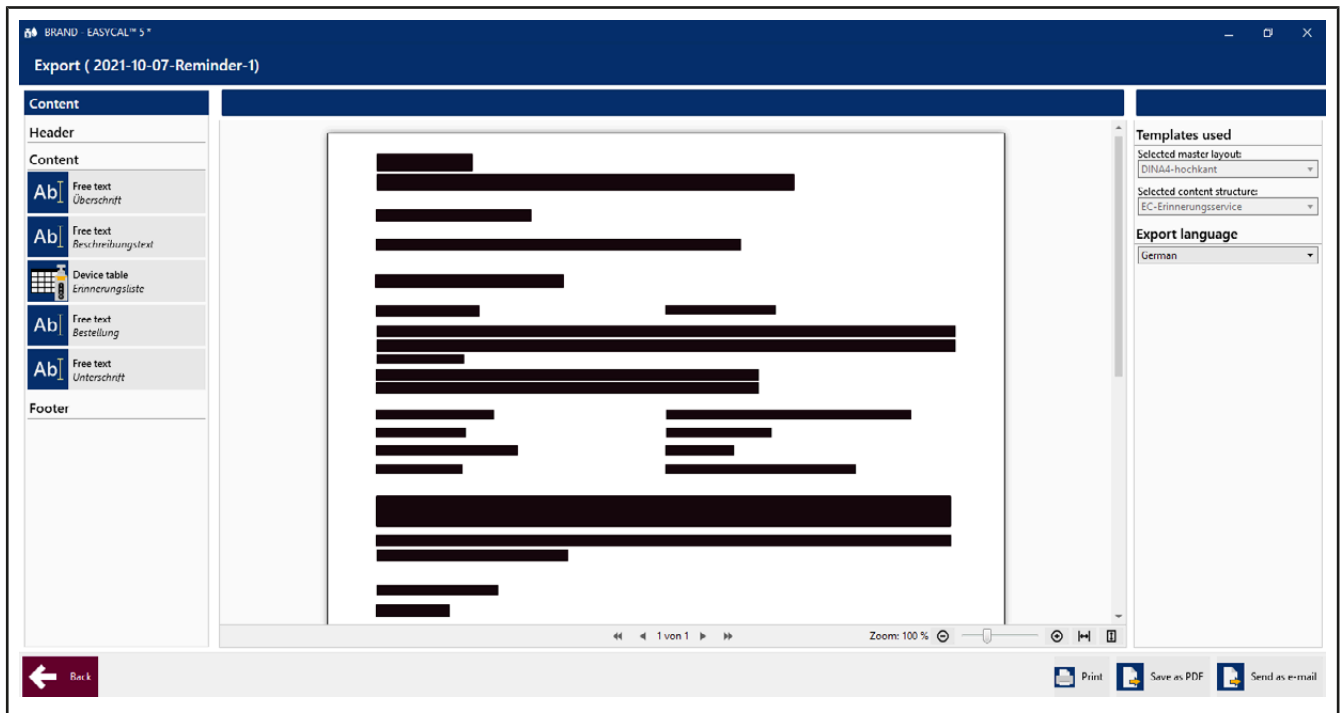 BRAND - EASYCAL™ 5 *
Export ( 2021-10-07-Reminder-1)
Content
Header
Content
Ab Free text
Überschrift
Ab Free text
Beschreibungstext
Device table
Erinnerungsliste
Ab Free text
Bestellung
Ab Free text
Unterschrift
Footer
Templates used
Selected master layout:
DINA4-hochkant
Selected content structure:
EC-Erinnerungsservice
Export language
German
1 von 1
Zoom: 100 %
Back
Print
Save as PDF
Send as e-mail